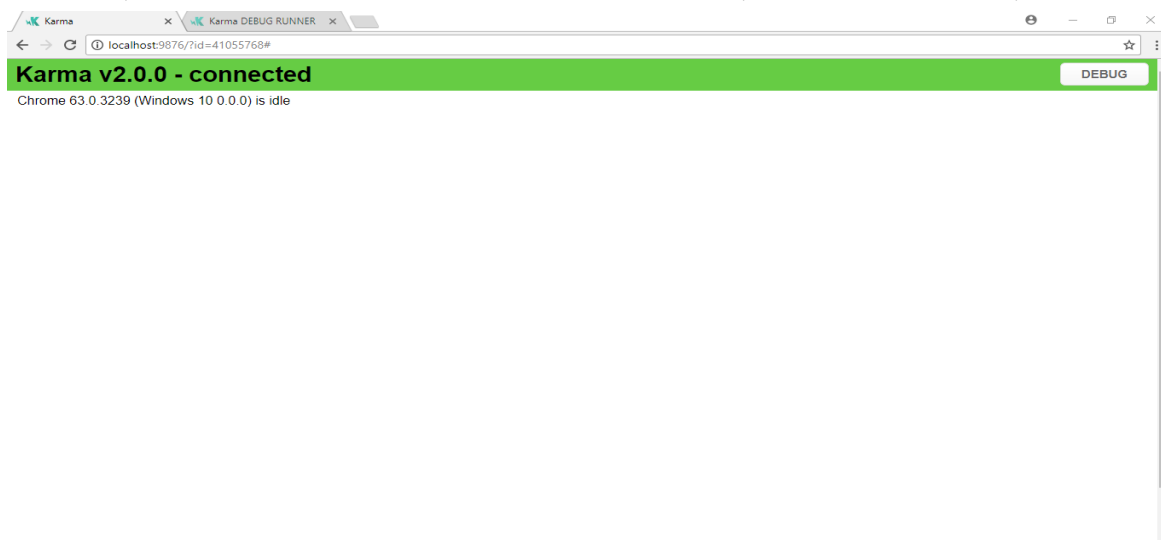 Karma
Karma DEBUG RUNNER
localhost:9876/?id=41055768#
Karma v2.0.0 - connected
DEBUG
Chrome 63.0.3239 (Windows 10 0.0.0) is idle